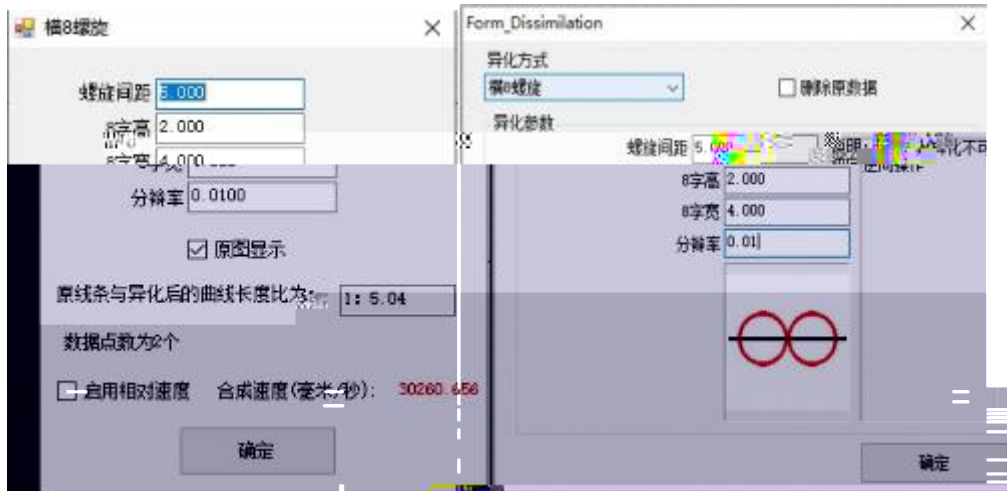 横8螺旋
螺旋间距 5.000
8字高 2.000
8字宽 4.000
分辨率 0.0100
原图显示
原线条与异化后的曲线长度比为: 1: 5.04
数据点数为2个
启用相对速度 合成速度(毫米/秒): 30260.656
确定
Form_Dissimilation
异化方式
横8螺旋 删除原数据
异化参数
螺旋间距 5.000
8字高 2.000
8字宽 4.000
分辨率 0.01
确定